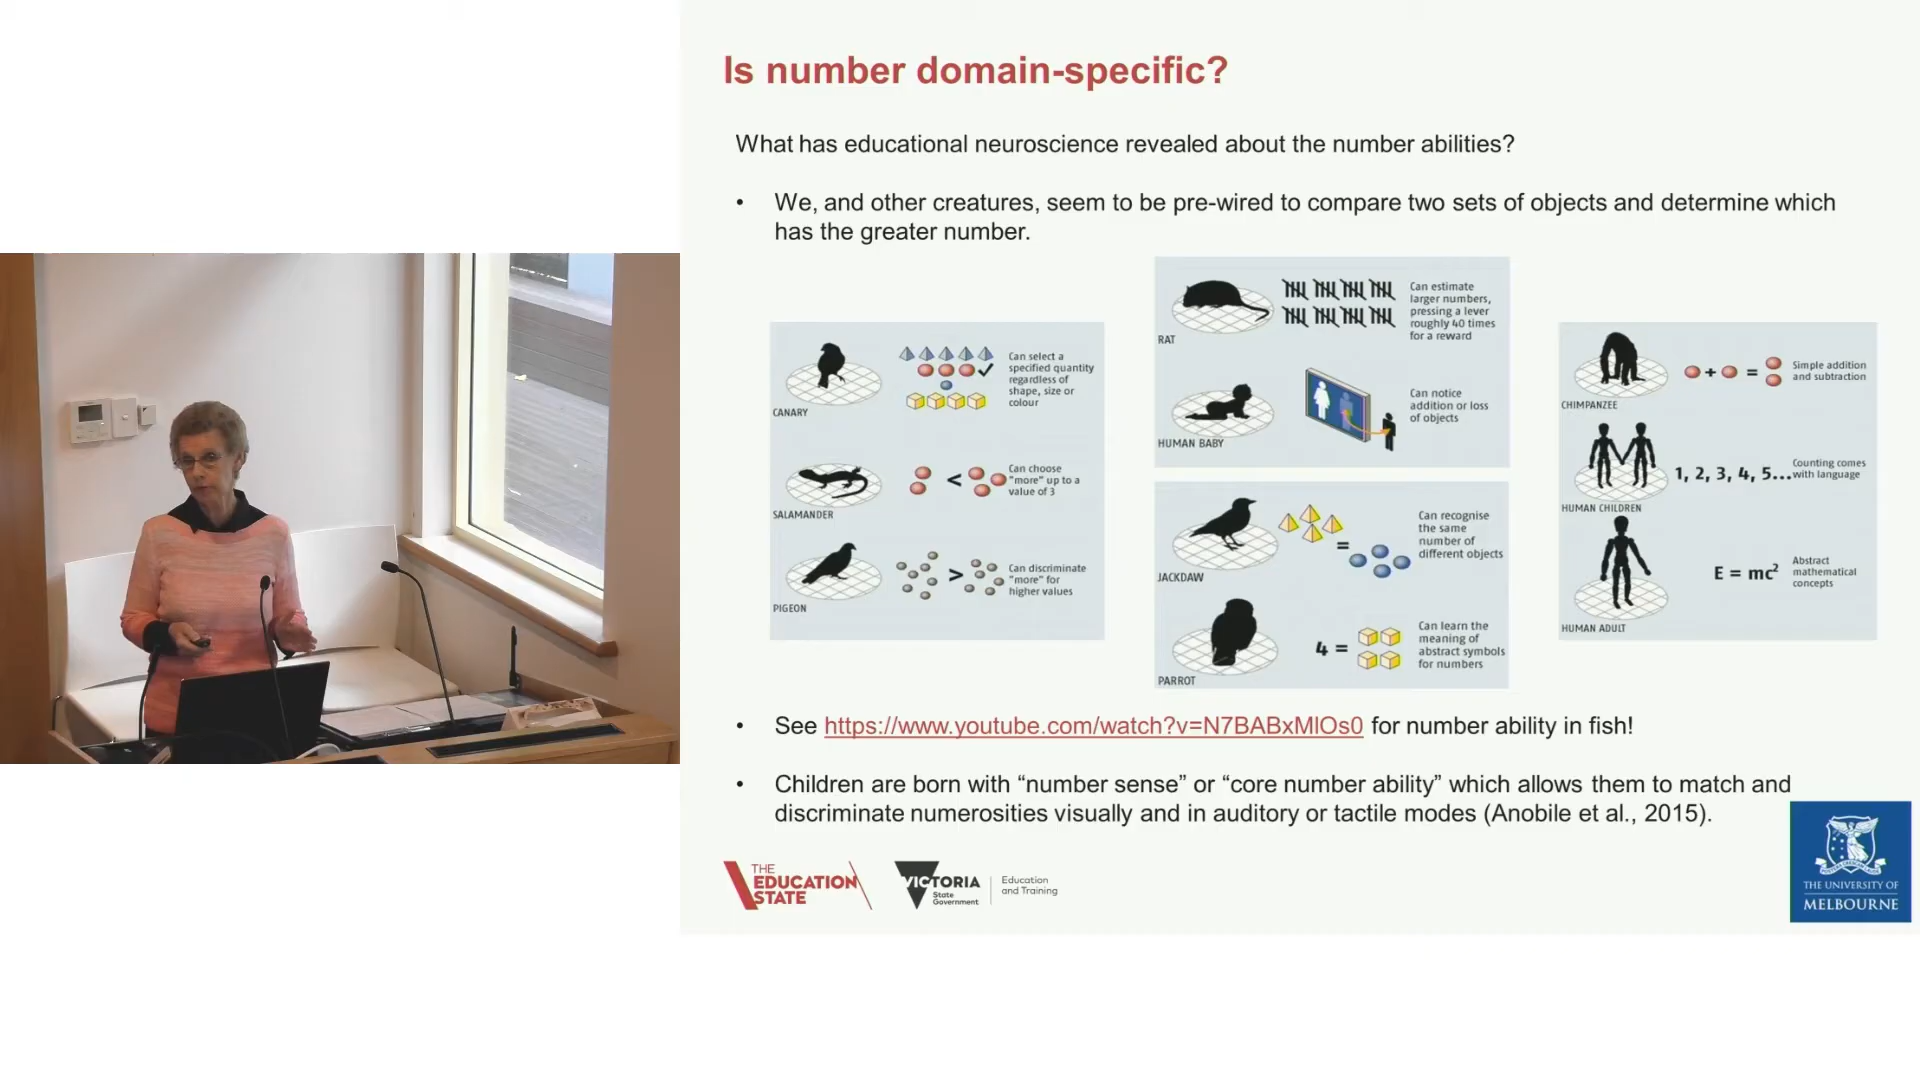 Is number domain-specific?
What has educational neuroscience revealed about the number abilities?
• We, and other creatures, seem to be pre-wired to compare two sets of objects and determine which
has the greater number.
CANARY
Can select a
specified quantity
regardless of
shape, size or
colour
SALAMANDER
<
Can choose
"more" up to a
value of 3
PIGEON
>
Can discriminate
"more" for
higher values
RAT
Can estimate
larger numbers,
pressing a lever
roughly 40 times
for a reward
HUMAN BABY
Can notice
addition or loss
of objects
JACKDAW
=
Can recognise
the same
number of
different objects
PARROT
4 =
Can learn the
meaning of
abstract symbols
for numbers
CHIMPANZEE
+ =
Simple addition
and subtraction
HUMAN CHILDREN
1, 2, 3, 4, 5...
Counting comes
with language
HUMAN ADULT
E = mc²
Abstract
mathematical
concepts
• See https://www.youtube.com/watch?v=N7BABxMlOs0 for number ability in fish!
• Children are born with “number sense” or “core number ability” which allows them to match and
discriminate numerosities visually and in auditory or tactile modes (Anobile et al., 2015).
THE
EDUCATION
STATE
VICTORIA
State
Government
Education
and Training
THE UNIVERSITY OF
MELBOURNE